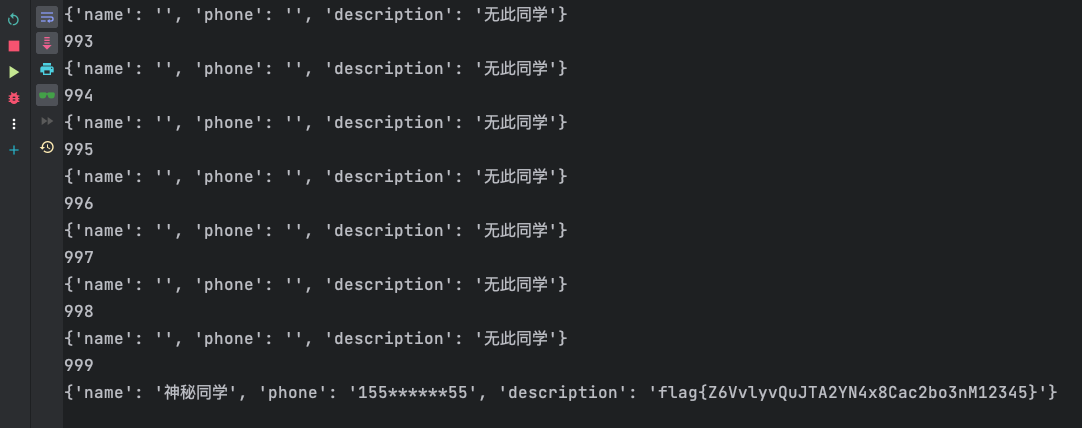 {'name': '', 'phone': '', 'description': '无此同学'}
993
{'name': '', 'phone': '', 'description': '无此同学'}
994
{'name': '', 'phone': '', 'description': '无此同学'}
995
{'name': '', 'phone': '', 'description': '无此同学'}
996
{'name': '', 'phone': '', 'description': '无此同学'}
997
{'name': '', 'phone': '', 'description': '无此同学'}
998
{'name': '', 'phone': '', 'description': '无此同学'}
999
{'name': '神秘同学', 'phone': '155******55', 'description': 'flag{Z6VvlyvQuJTA2YN4x8Cac2bo3nM12345}'}